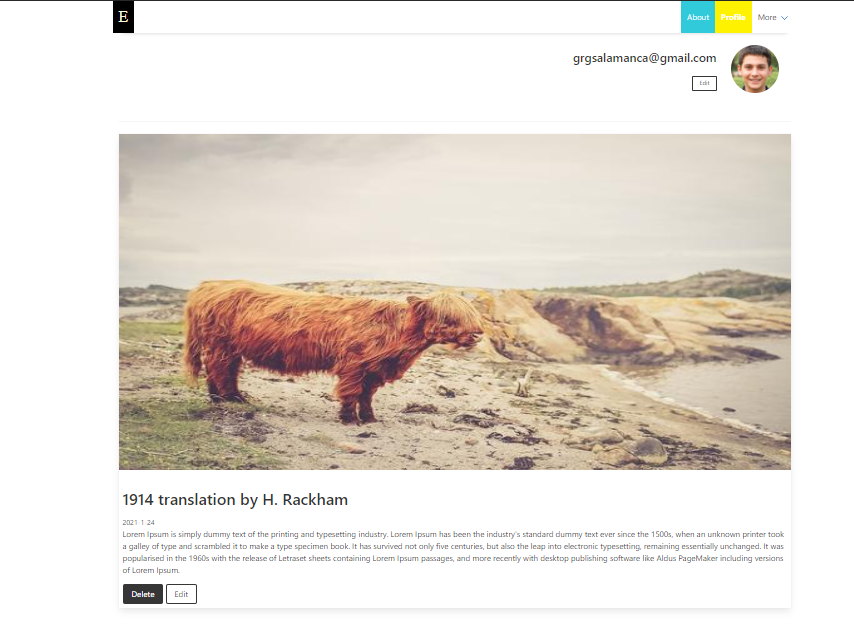 E
About Profile More
grgsalamanca@gmail.com
Edit
1914 translation by H. Rackham
2021-1-24
Lorem Ipsum is simply dummy text of the printing and typesetting industry. Lorem Ipsum has been the industry's standard dummy text ever since the 1500s, when an unknown printer took
a galley of type and scrambled it to make a type specimen book. It has survived not only five centuries, but also the leap into electronic typesetting, remaining essentially unchanged. It was
popularised in the 1960s with the release of Letraset sheets containing Lorem Ipsum passages, and more recently with desktop publishing software like Aldus PageMaker including versions
of Lorem Ipsum.
Delete Edit